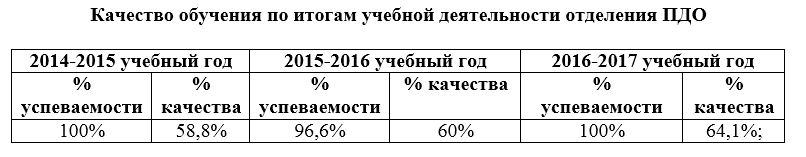 Качество обучения по итогам учебной деятельности отделения ПДО
2014-2015 учебный год 2015-2016 учебный год 2016-2017 учебный год
% % % % качества % %
успеваемости качества успеваемости успеваемости качества
100% 58,8% 96,6% 60% 100% 64,1%;